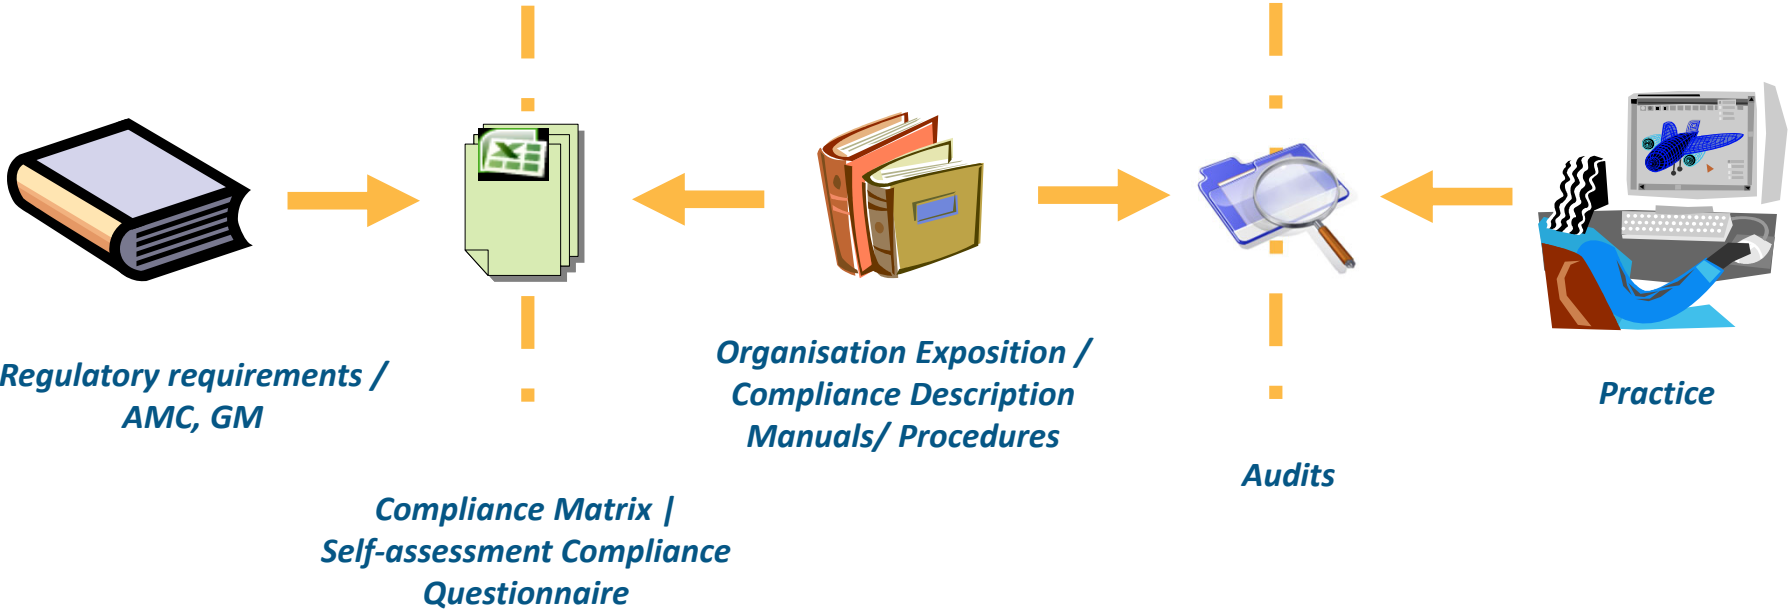 Regulatory requirements /
AMC, GM
Compliance Matrix |
Self-assessment Compliance
Questionnaire
Organisation Exposition /
Compliance Description
Manuals/ Procedures
Audits
Practice